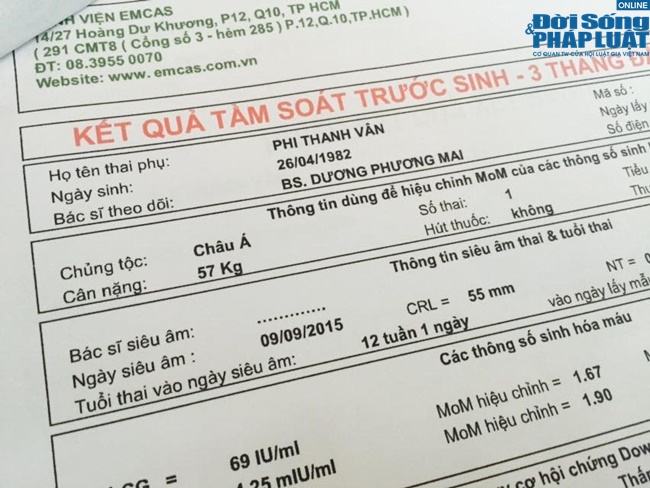 ONLINE
Đời Sống
& PHÁP LUẬT
CƠ QUAN TW CỦA HỘI LUẬT GIA VIỆT NAM
VIỆN EMCAS
14/27 Hoàng Dư Khương, P12, Q10, TP HCM
( 291 CMT8 ( Cổng số 3 - hẻm 285 ) P.12,Q.10,TP.HCM )
ĐT: 08.3955 0070
Website: www. emcas.com.vn
KẾT QUẢ TẦM SOÁT TRƯỚC SINH - 3 THÁNG
Họ tên thai phụ: PHI THANH VÂN Mã số :
Ngày sinh: 26/04/1982 Ngày lấy
Bác sĩ theo dõi: BS. DƯƠNG PHƯƠNG MAI Số điện
Thông tin dùng để hiệu chỉnh MoM của các thông số sinh
Chủng tộc: Châu Á Số thai: 1 Tiểu
Cân nặng: 57 Kg Hút thuốc: không
Thông tin siêu âm thai & tuổi thai
Bác sĩ siêu âm: ............. CRL = 55 mm NT =
Ngày siêu âm : 09/09/2015 vào ngày lấy mẫu
Tuổi thai vào ngày siêu âm: 12 tuần 1 ngày
Các thông số sinh hóa máu
= 69 IU/ml MoM hiệu chỉnh = 1.67
mIU/ml MoM hiệu chỉnh = 1.90
cơ hội chứng